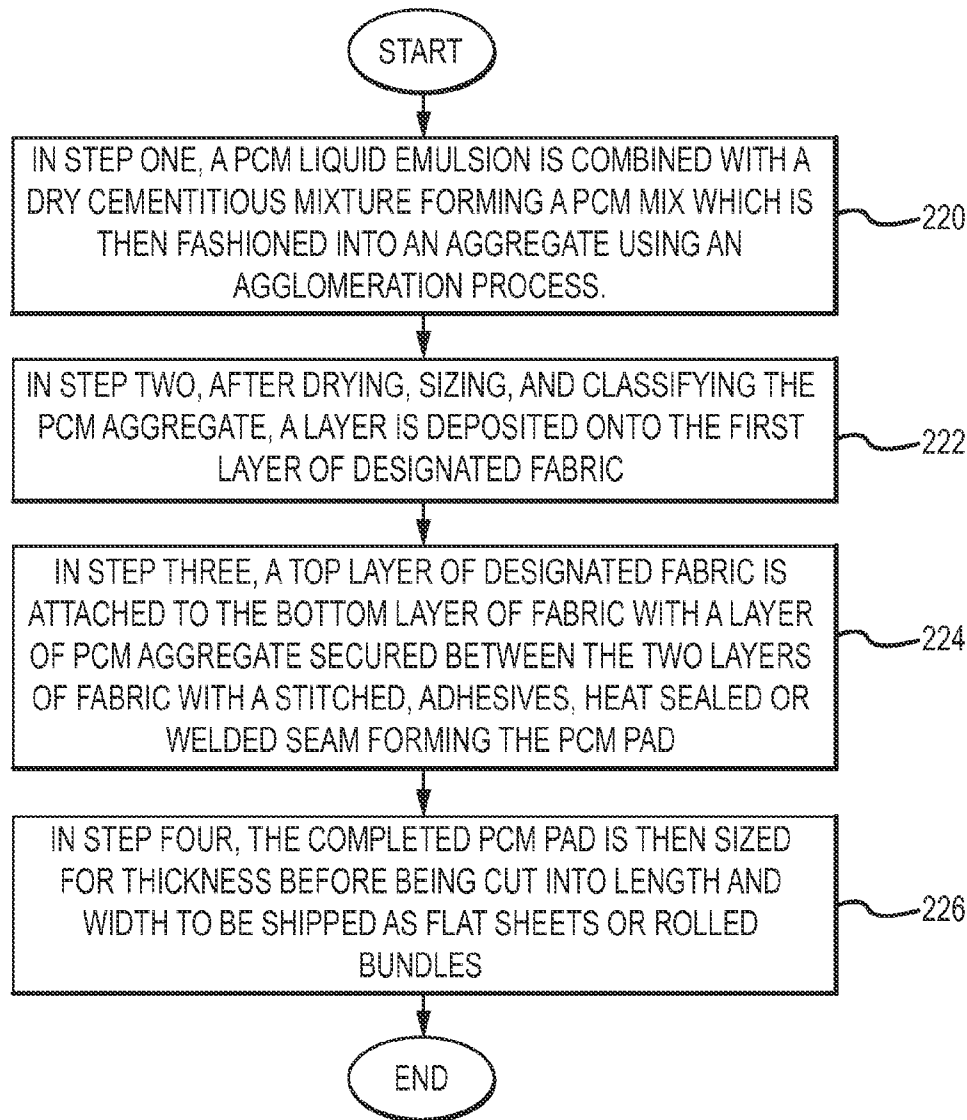 START
IN STEP ONE, A PCM LIQUID EMULSION IS COMBINED WITH A
DRY CEMENTITIOUS MIXTURE FORMING A PCM MIX WHICH IS
THEN FASHIONED INTO AN AGGREGATE USING AN
AGGLOMERATION PROCESS.
220
IN STEP TWO, AFTER DRYING, SIZING, AND CLASSIFYING THE
PCM AGGREGATE, A LAYER IS DEPOSITED ONTO THE FIRST
LAYER OF DESIGNATED FABRIC
222
IN STEP THREE, A TOP LAYER OF DESIGNATED FABRIC IS
ATTACHED TO THE BOTTOM LAYER OF FABRIC WITH A LAYER
OF PCM AGGREGATE SECURED BETWEEN THE TWO LAYERS
OF FABRIC WITH A STITCHED, ADHESIVES, HEAT SEALED OR
WELDED SEAM FORMING THE PCM PAD
224
IN STEP FOUR, THE COMPLETED PCM PAD IS THEN SIZED
FOR THICKNESS BEFORE BEING CUT INTO LENGTH AND
WIDTH TO BE SHIPPED AS FLAT SHEETS OR ROLLED
BUNDLES
226
END